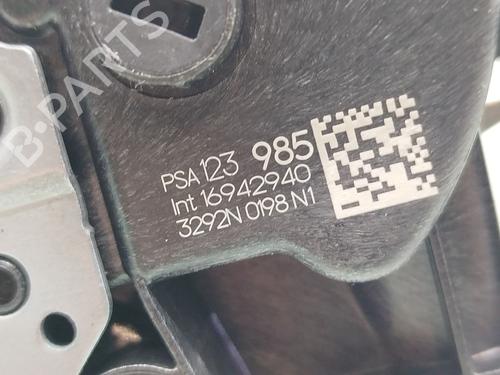 B-PARTS
PSA 123 985
Int 16942940
3292N 0198 N1